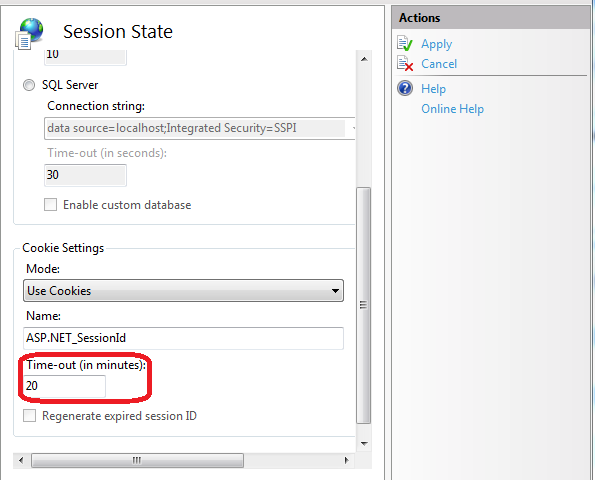 Session State
10
SQL Server
Connection string:
data source=localhost;Integrated Security=SSPI
Time-out (in seconds):
30
Enable custom database
Cookie Settings
Mode:
Use Cookies
Name:
ASP.NET_SessionId
Time-out (in minutes):
20
Regenerate expired session ID
Actions
Apply
Cancel
Help
Online Help